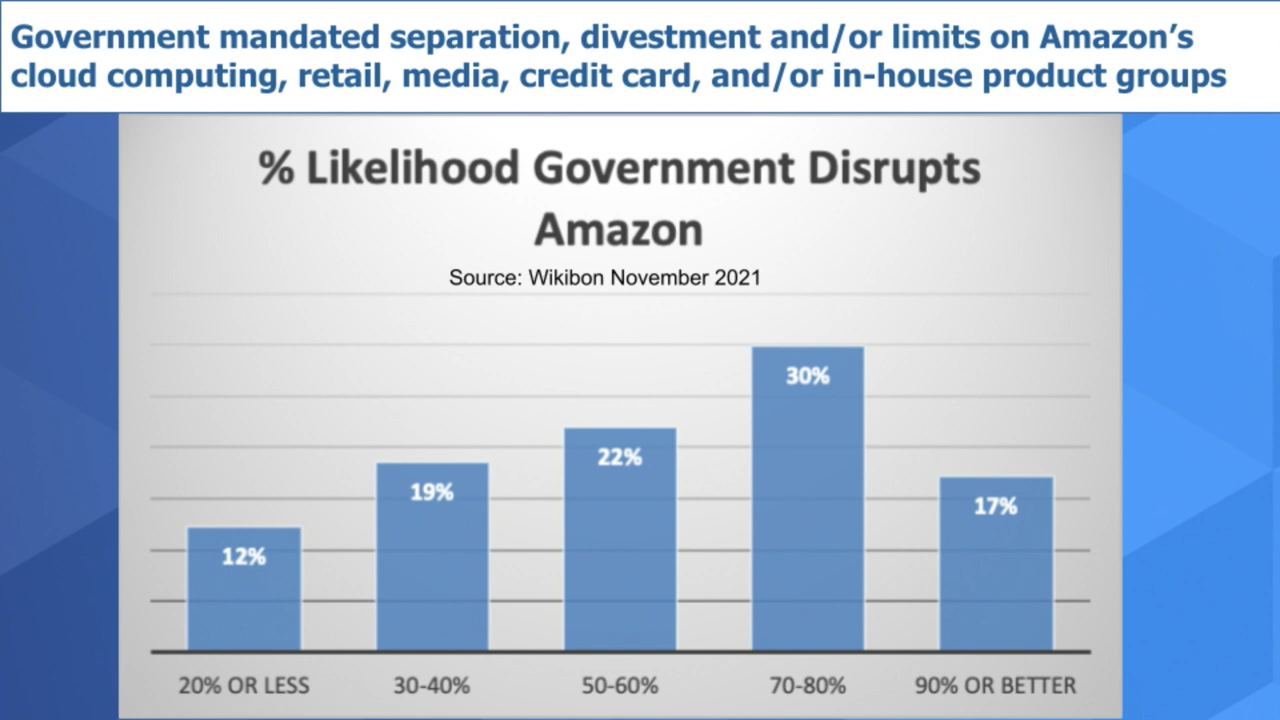 Government mandated separation, divestment and/or limits on Amazon’s
cloud computing, retail, media, credit card, and/or in-house product groups
% Likelihood Government Disrupts
Amazon
Source: Wikibon November 2021
12%
19%
22%
30%
17%
20% OR LESS
30-40%
50-60%
70-80%
90% OR BETTER